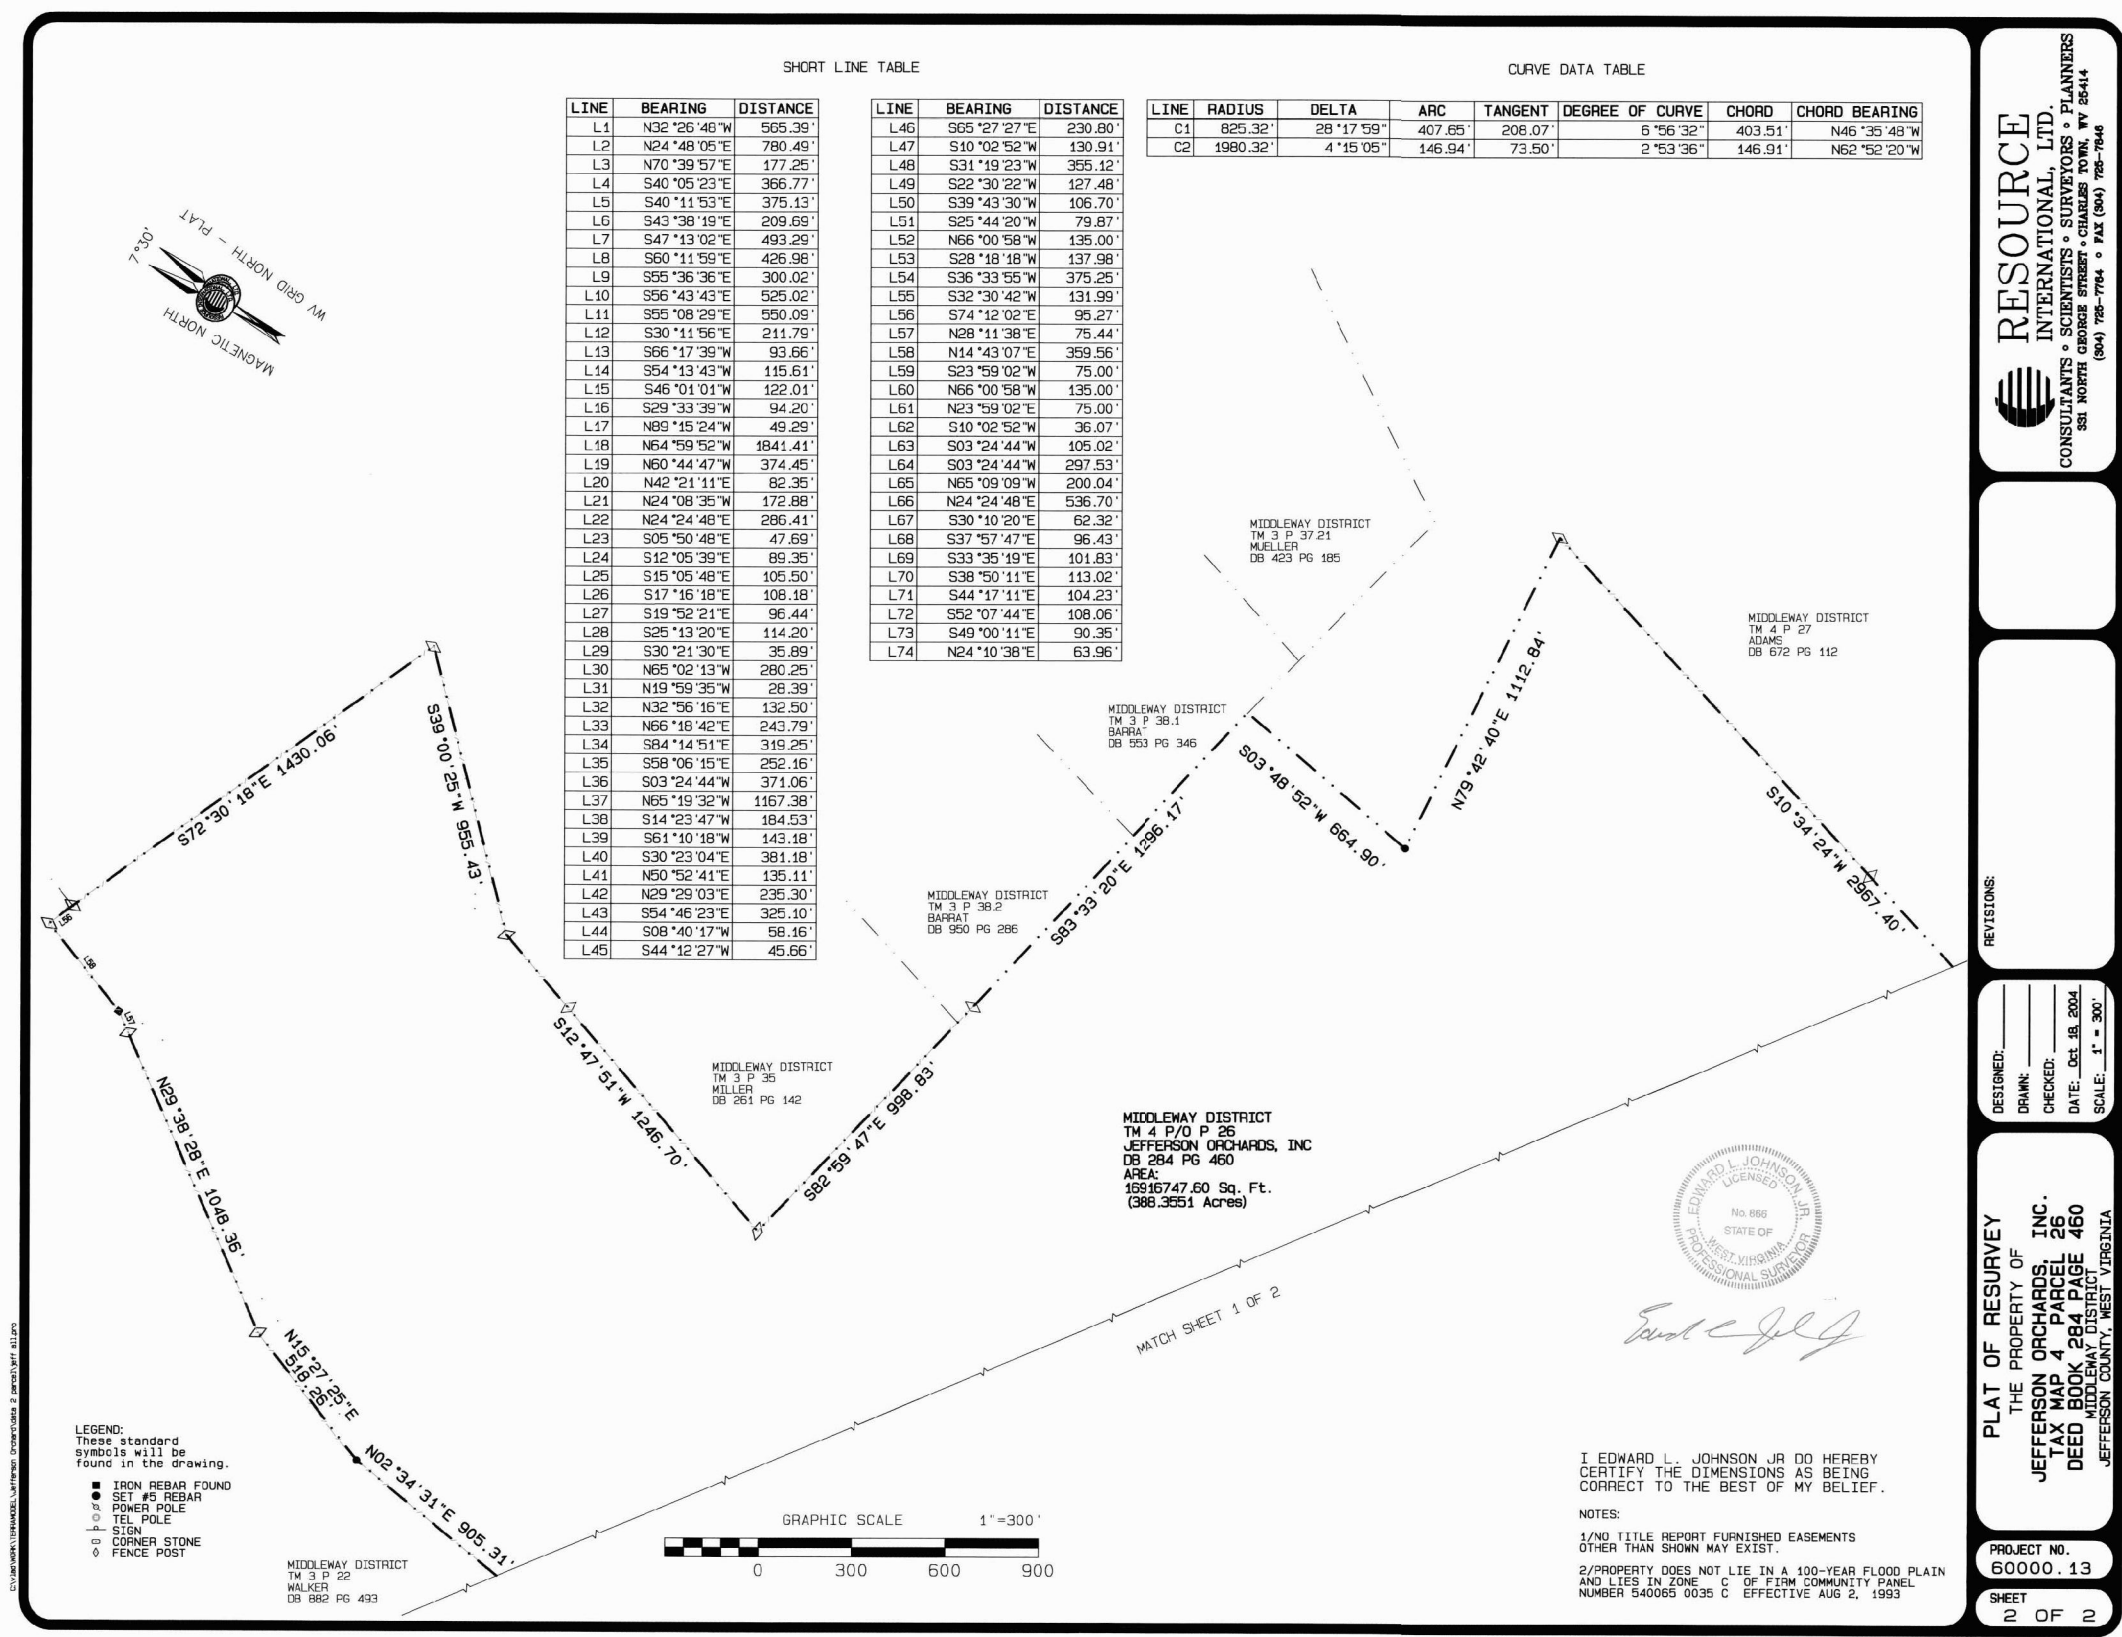 SHORT LINE TABLE
LINE BEARING DISTANCE
L1 N32°26'46"W 565.39'
L2 N24°48'05"E 780.49'
L3 N70°39'57"E 177.25'
L4 S40°05'23"E 366.77'
L5 S40°11'53"E 375.13'
L6 S43°38'19"E 209.69'
L7 S47°13'02"E 493.29'
L8 S60°11'59"E 426.98'
L9 S55°36'36"E 300.02'
L10 S56°43'43"E 525.02'
L11 S55°08'29"E 550.09'
L12 S30°11'56"E 211.79'
L13 S66°17'39"W 93.66'
L14 S54°13'43"W 115.61'
L15 S46°01'01"W 122.01'
L16 S29°33'39"W 94.20'
L17 N89°15'24"W 49.29'
L18 N64°59'52"W 1841.41'
L19 N60°44'47"W 374.45'
L20 N42°21'11"E 82.35'
L21 N24°08'35"W 172.88'
L22 N24°24'48"E 286.41'
L23 S05°50'48"E 47.69'
L24 S12°05'39"E 89.35'
L25 S15°05'48"E 105.50'
L26 S17°16'18"E 108.18'
L27 S19°52'21"E 96.44'
L28 S25°13'20"E 114.20'
L29 S30°21'30"E 35.89'
L30 N65°02'13"W 280.25'
L31 N19°59'35"W 28.39'
L32 N32°56'16"E 132.50'
L33 N66°18'42"E 243.79'
L34 S84°14'51"E 319.25'
L35 S58°06'15"E 252.16'
L36 S03°24'44"W 371.06'
L37 N65°19'32"W 1167.38'
L38 S14°23'47"W 184.53'
L39 S61°10'18"W 143.18'
L40 S30°23'04"E 381.18'
L41 N50°52'41"E 135.11'
L42 N29°29'03"E 235.30'
L43 S54°46'23"E 325.10'
L44 S08°40'17"W 58.16'
L45 S44°12'27"W 45.66'
LINE BEARING DISTANCE
L46 S65°27'27"E 230.80'
L47 S10°02'52"W 130.91'
L48 S31°19'23"W 355.12'
L49 S22°30'22"W 127.48'
L50 S39°43'30"W 106.70'
L51 S25°44'20"W 79.87'
L52 N66°00'58"W 135.00'
L53 S28°18'18"W 137.98'
L54 S36°33'55"W 375.25'
L55 S32°30'42"W 131.99'
L56 S74°12'02"E 95.27'
L57 N28°11'38"E 75.44'
L58 N14°43'07"E 359.56'
L59 S23°59'02"W 75.00'
L60 N66°00'58"W 135.00'
L61 N23°59'02"E 75.00'
L62 S10°02'52"W 36.07'
L63 S03°24'44"W 105.02'
L64 S03°24'44"W 297.53'
L65 N65°09'09"W 200.04'
L66 N24°24'48"E 536.70'
L67 S30°10'20"E 62.32'
L68 S37°57'47"E 96.43'
L69 S33°35'19"E 101.83'
L70 S38°50'11"E 113.02'
L71 S44°17'11"E 104.23'
L72 S52°07'44"E 108.06'
L73 S49°00'11"E 90.35'
L74 N24°10'38"E 63.96'
CURVE DATA TABLE
LINE RADIUS DELTA ARC TANGENT DEGREE OF CURVE CHORD CHORD BEARING
C1 825.32' 28°17'59" 407.65' 208.07' 6°56'32" 403.51' N46°35'48"W
C2 1980.32' 4°15'05" 146.94' 73.50' 2°53'36" 146.91' N62°52'20"W
7°30'
WV GRID NORTH - PLAT
MAGNETIC NORTH
MIDDLEWAY DISTRICT
TM 3 P 37.21
MUELLER
DB 423 PG 185
MIDDLEWAY DISTRICT
TM 4 P 27
ADAMS
DB 672 PG 112
MIDDLEWAY DISTRICT
TM 3 P 38.1
DB 553 PG 346
MIDDLEWAY DISTRICT
TM 3 P 38.2
BARRAT
DB 950 PG 286
MIDDLEWAY DISTRICT
TM 3 P 35
MILLER
DB 261 PG 142
MIDDLEWAY DISTRICT
TM 4 P/O P 26
JEFFERSON ORCHARDS, INC
DB 284 PG 460
AREA:
16916747.60 Sq. Ft.
(388.3551 Acres)
S72°30'18"E 1430.06'
S39°00'25"W 955.43'
S12°47'51"W 1246.70'
S82°59'47"E 998.83'
S83°33'20"E 1296.17'
S03°48'52"W 664.90'
N79°42'40"E 1112.84'
S10°34'24"W 2967.40'
L56
L58
L57
N29°38'28"E 1048.36'
N15°27'25"E
518.26'
N02°34'31"E 905.31'
MATCH SHEET 1 OF 2
LEGEND:
These standard
symbols will be
found in the drawing.
IRON REBAR FOUND
SET #5 REBAR
POWER POLE
TEL POLE
SIGN
CORNER STONE
FENCE POST
MIDDLEWAY DISTRICT
TM 3 P 22
WALKER
DB 882 PG 493
GRAPHIC SCALE 1"=300'
0 300 600 900
EDWARD L. JOHNSON, JR.
LICENSED
No. 866
STATE OF
WEST VIRGINIA
PROFESSIONAL SURVEYOR
I EDWARD L. JOHNSON JR DO HEREBY
CERTIFY THE DIMENSIONS AS BEING
CORRECT TO THE BEST OF MY BELIEF.
NOTES:
1/NO TITLE REPORT FURNISHED EASEMENTS
OTHER THAN SHOWN MAY EXIST.
2/PROPERTY DOES NOT LIE IN A 100-YEAR FLOOD PLAIN
AND LIES IN ZONE C OF FIRM COMMUNITY PANEL
NUMBER 540065 0035 C EFFECTIVE AUG 2, 1993
RESOURCE
INTERNATIONAL, LTD.
CONSULTANTS ∘ SCIENTISTS ∘ SURVEYORS ∘ PLANNERS
331 NORTH GEORGE STREET ∘ CHARLES TOWN, WV 25414
(304) 725-7764 ∘ FAX (304) 725-7846
REVISIONS:
DESIGNED:
DRAWN:
CHECKED:
DATE: Oct 18, 2004
SCALE: 1" = 300'
PLAT OF RESURVEY
THE PROPERTY OF
JEFFERSON ORCHARDS, INC.
TAX MAP 4 PARCEL 26
DEED BOOK 284 PAGE 460
MIDDLEWAY DISTRICT
JEFFERSON COUNTY, WEST VIRGINIA
PROJECT NO.
60000.13
SHEET
2 OF 2